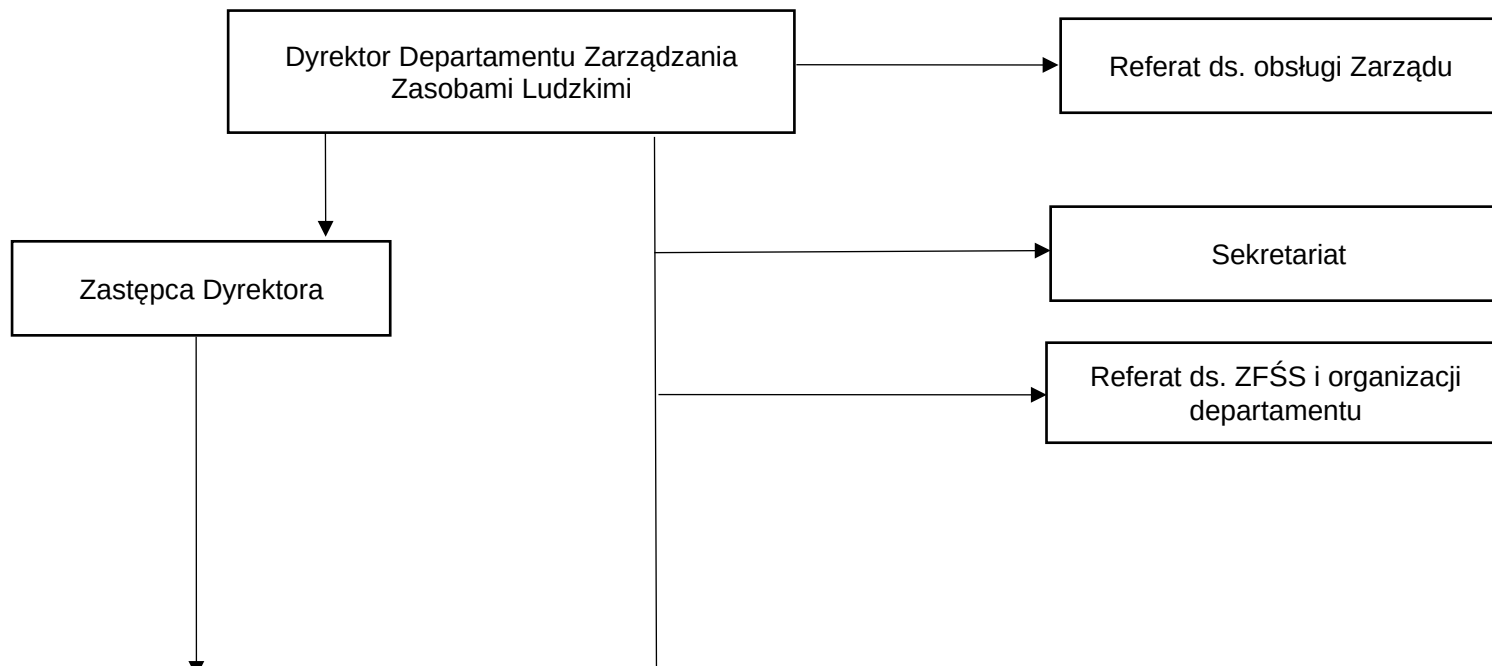 Dyrektor Departamentu Zarządzania
Zasobami Ludzkimi
Referat ds. obsługi Zarządu
Sekretariat
Zastępca Dyrektora
Referat ds. ZFŚS i organizacji
departamentu